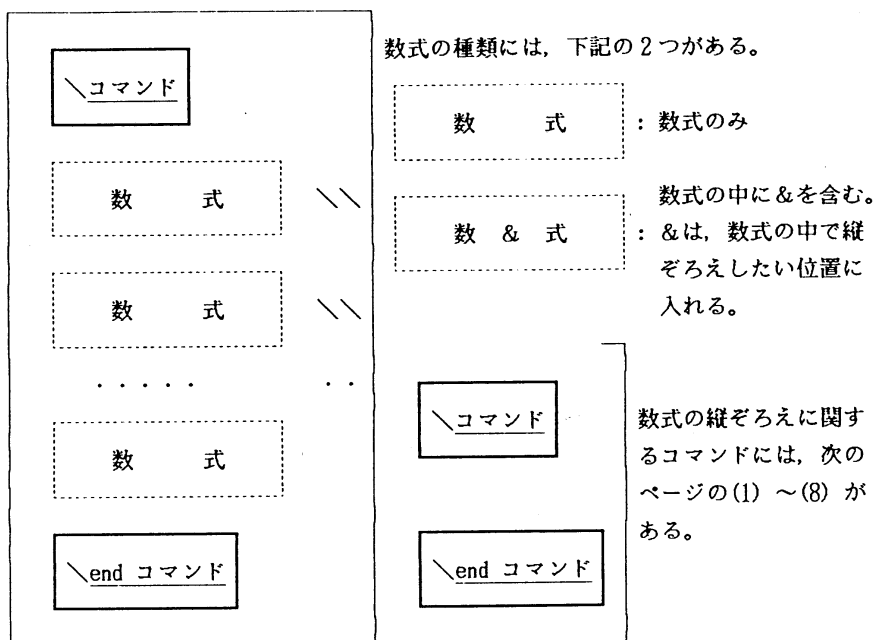 \コマンド
数 式 \\
数 式 \\
・・・・・ ・・
数 式
\end コマンド
数式の種類には，下記の2つがある。
数 式 : 数式のみ
数 & 式 : 数式の中に&を含む。
&は，数式の中で縦
ぞろえしたい位置に
入れる。
\コマンド
\end コマンド
数式の縦ぞろえに関す
るコマンドには，次の
ページの(1) ～(8) が
ある。